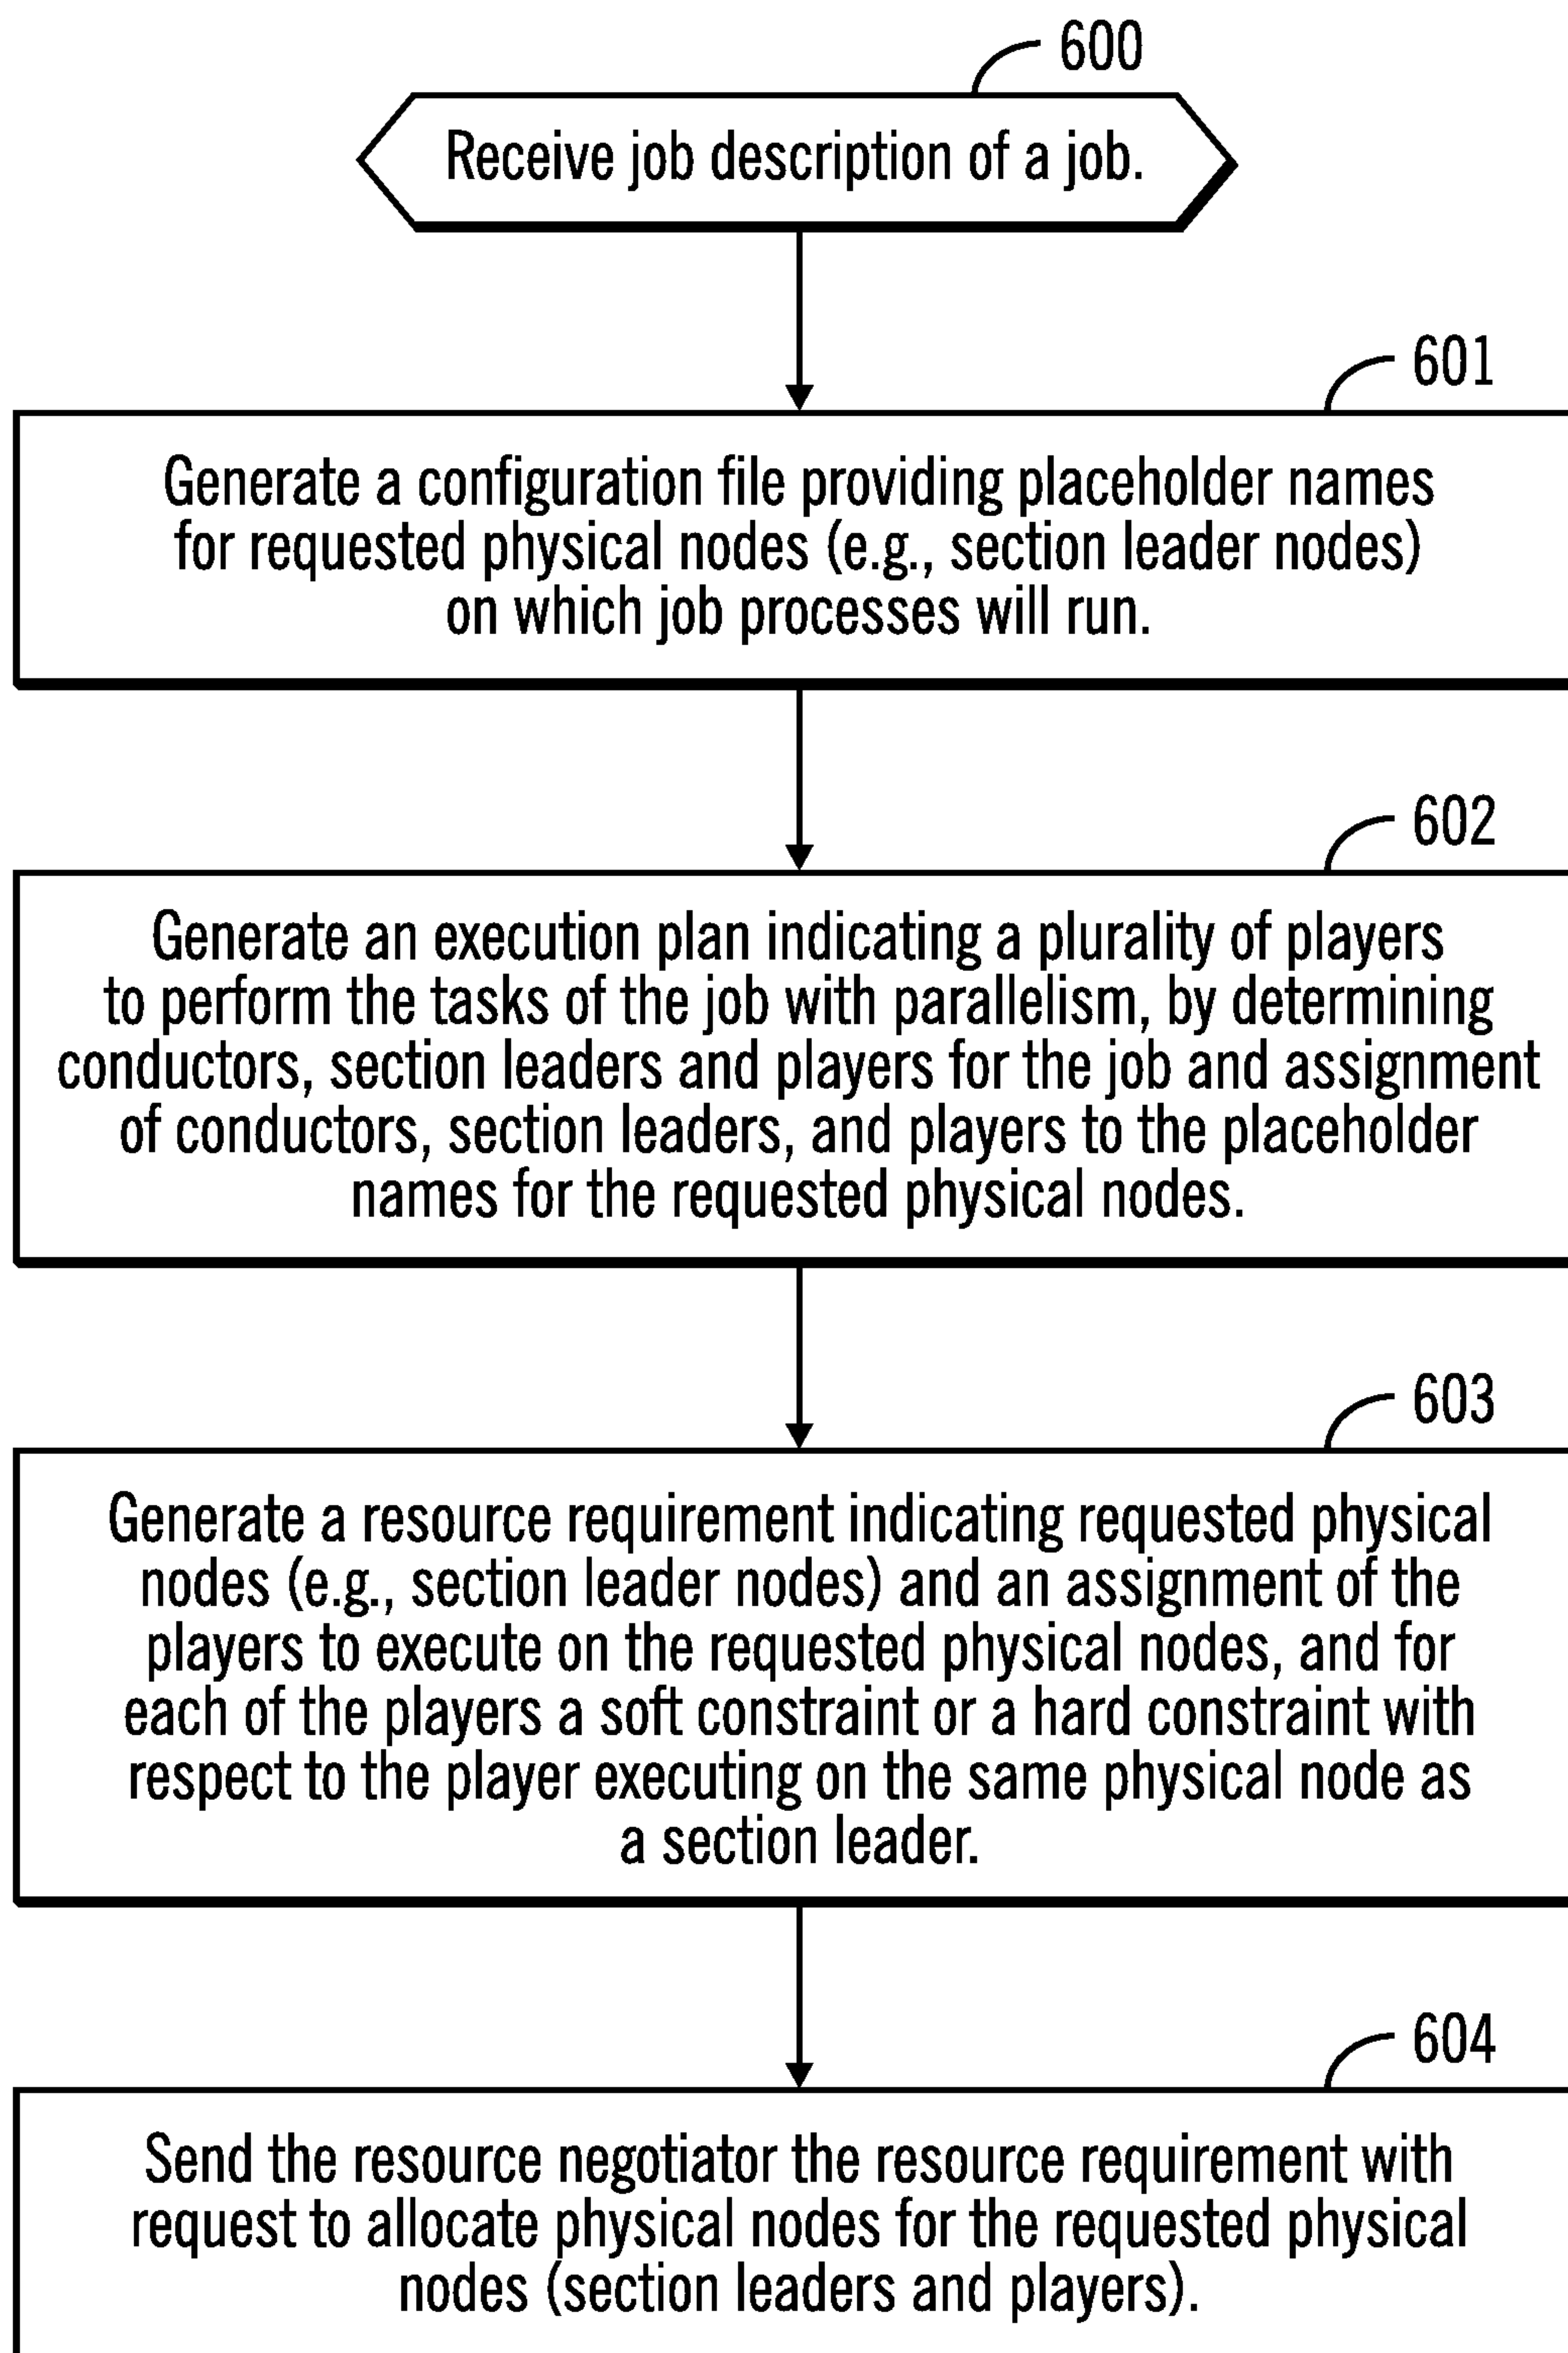 600
Receive job description of a job.
601
Generate a configuration file providing placeholder names
for requested physical nodes (e.g., section leader nodes)
on which job processes will run.
602
Generate an execution plan indicating a plurality of players
to perform the tasks of the job with parallelism, by determining
conductors, section leaders and players for the job and assignment
of conductors, section leaders, and players to the placeholder
names for the requested physical nodes.
603
Generate a resource requirement indicating requested physical
nodes (e.g., section leader nodes) and an assignment of the
players to execute on the requested physical nodes, and for
each of the players a soft constraint or a hard constraint with
respect to the player executing on the same physical node as
a section leader.
604
Send the resource negotiator the resource requirement with
request to allocate physical nodes for the requested physical
nodes (section leaders and players).